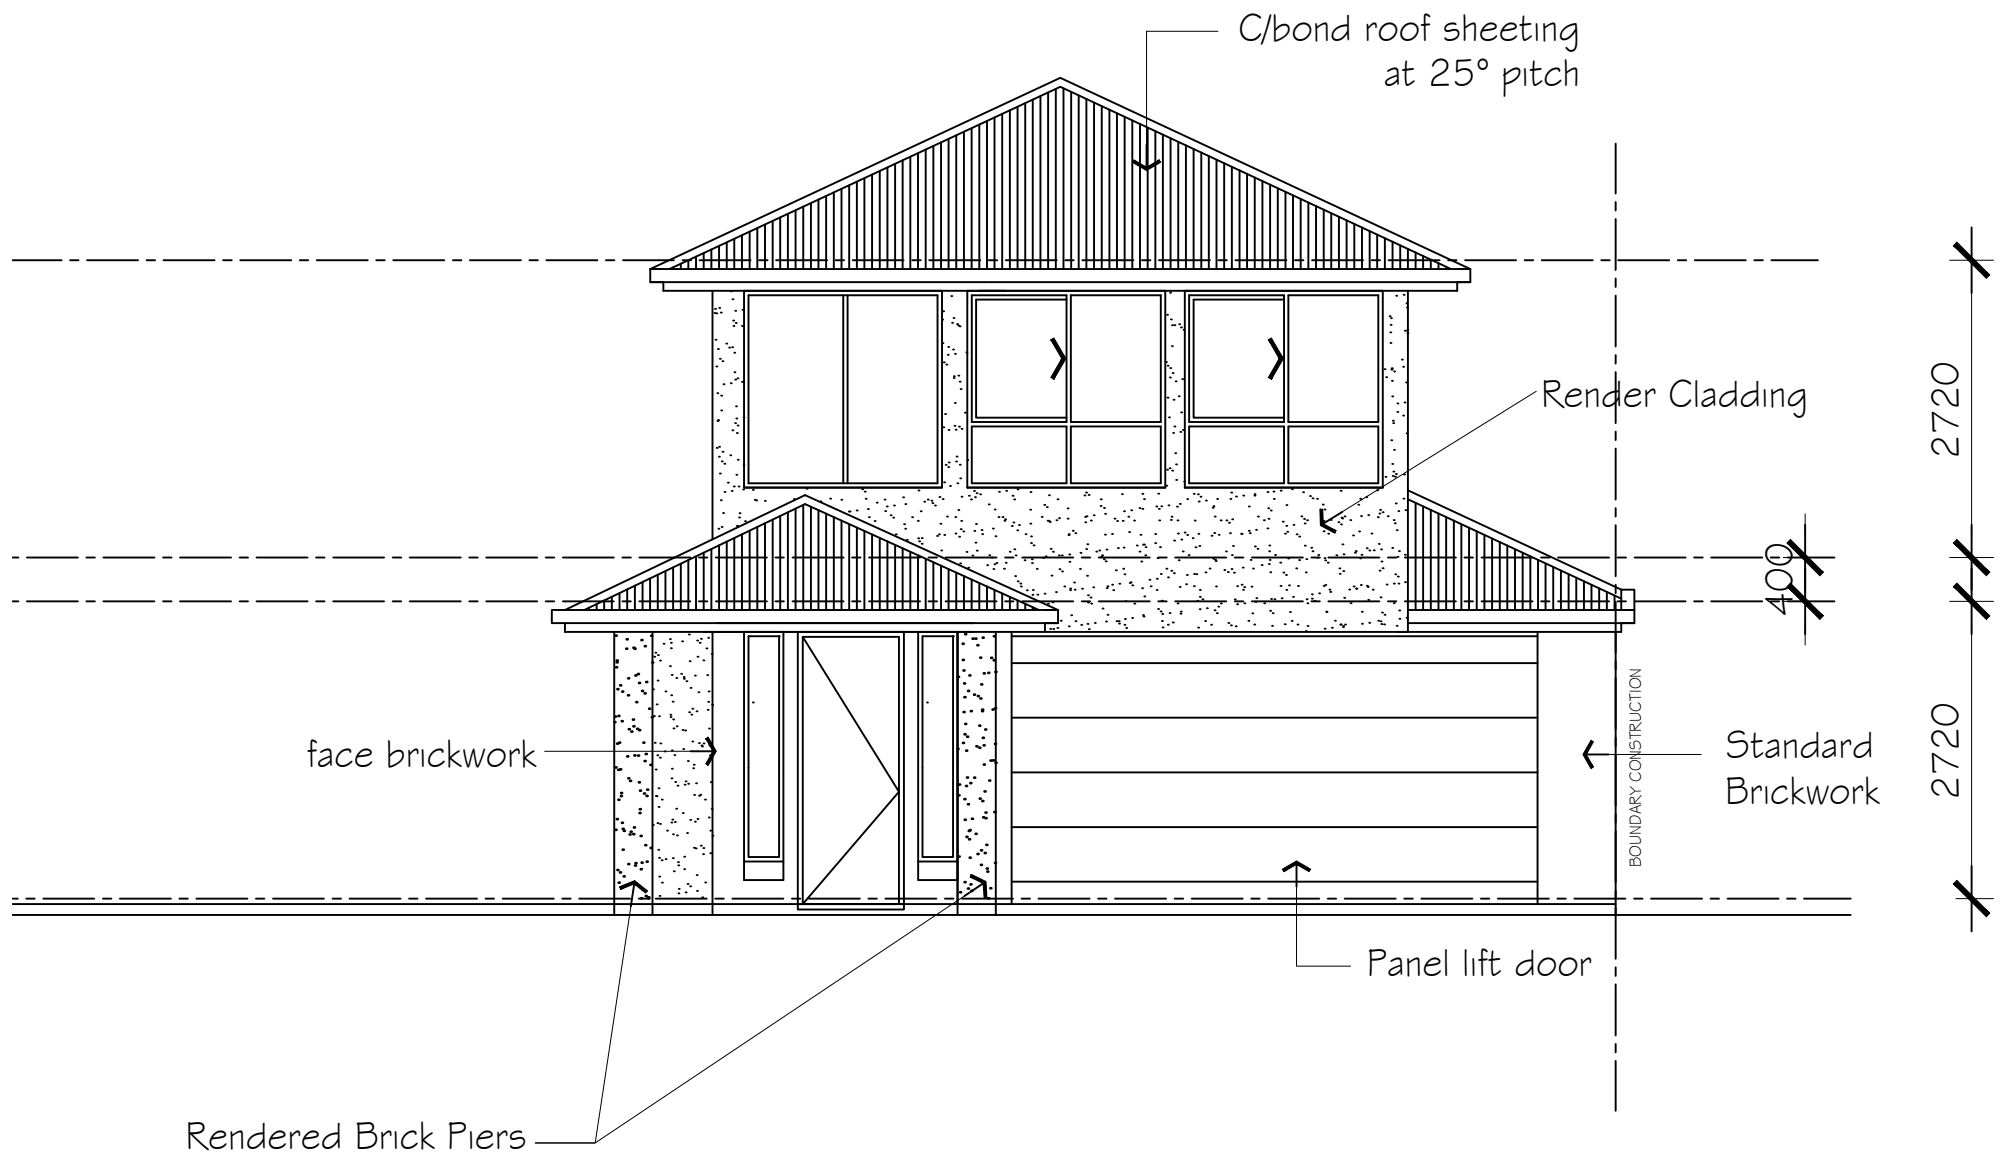 C/bond roof sheeting
at 25° pitch
Render Cladding
2720
400
face brickwork
BOUNDARY CONSTRUCTION
Standard
Brickwork
2720
Panel lift door
Rendered Brick Piers